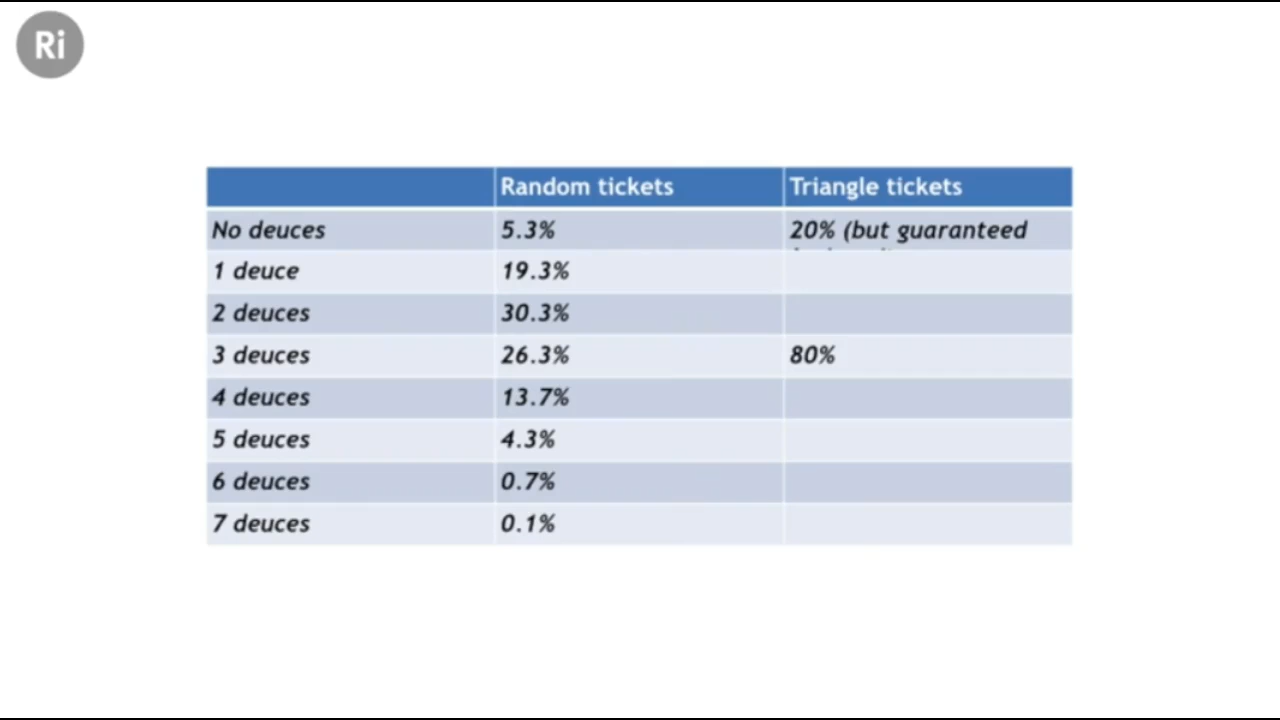 Ri
Random tickets Triangle tickets
No deuces 5.3% 20% (but guaranteed
1 deuce 19.3%
2 deuces 30.3%
3 deuces 26.3% 80%
4 deuces 13.7%
5 deuces 4.3%
6 deuces 0.7%
7 deuces 0.1%